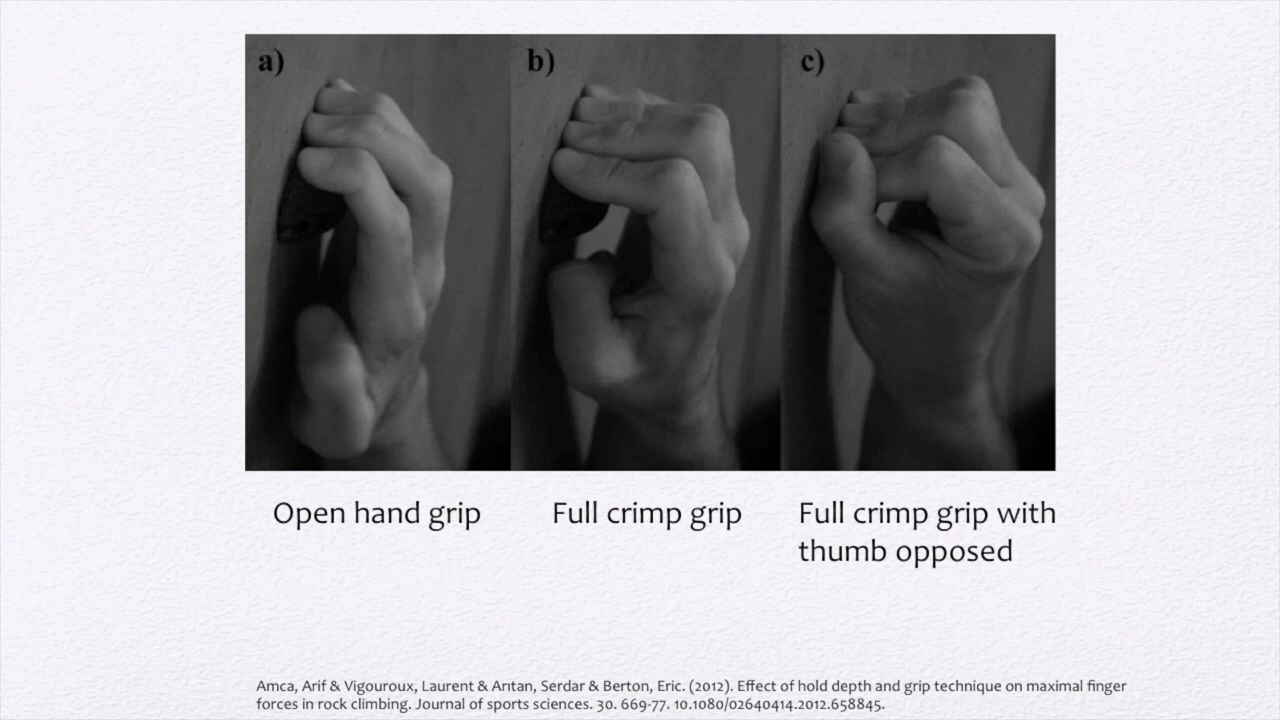 a) b) c)
Open hand grip Full crimp grip Full crimp grip with
thumb opposed
Amca, Arif & Vigouroux, Laurent & Arıtan, Serdar & Berton, Eric. (2012). Effect of hold depth and grip technique on maximal finger
forces in rock climbing. Journal of sports sciences. 30. 669-77. 10.1080/02640414.2012.658845.